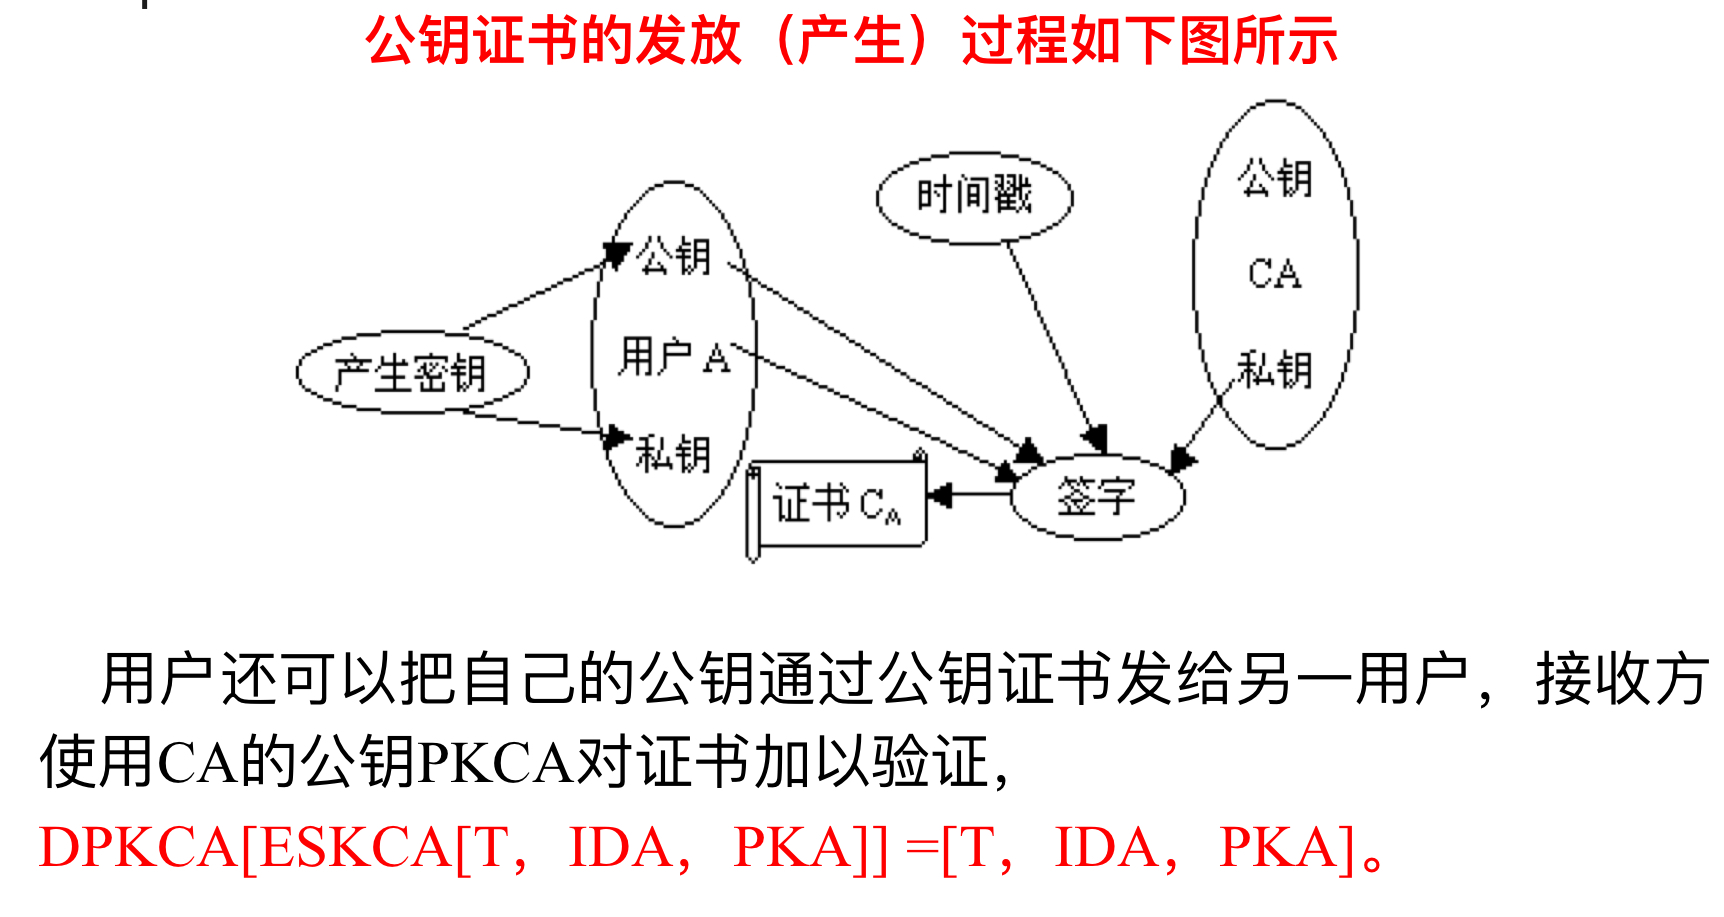 公钥证书的发放（产生）过程如下图所示
公钥
时间戳
公钥
CA
产生密钥
用户 A
私钥
私钥
证书 CA
签字
用户还可以把自己的公钥通过公钥证书发给另一用户，接收方
使用CA的公钥PKCA对证书加以验证，
DPKCA[ESKCA[T，IDA，PKA]] =[T，IDA，PKA]。